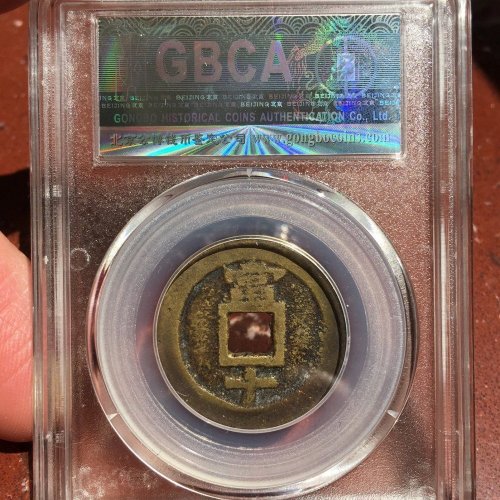 GBCA
BEIJING北京 BEIJING北京 BEIJING北京 BEIJING北京 BEIJING北京
GONGBO HISTORICAL COINS AUTHENTICATION Co., Ltd.
www.gongbocoins.com
當
十